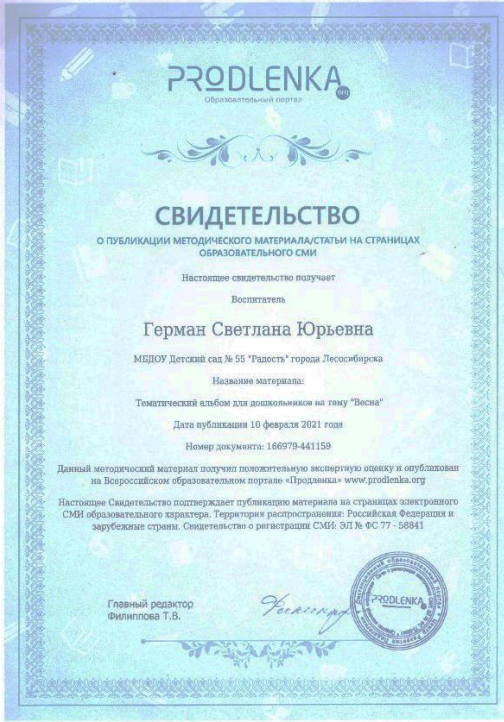 PRODLENKA
.org
Образовательный портал
СВИДЕТЕЛЬСТВО
О ПУБЛИКАЦИИ МЕТОДИЧЕСКОГО МАТЕРИАЛА/СТАТЬИ НА СТРАНИЦАХ
ОБРАЗОВАТЕЛЬНОГО СМИ
Настоящее свидетельство получает
Воспитатель
Герман Светлана Юрьевна
МБДОУ Детский сад № 55 "Радость" города Лесосибирска
Название материала:
Тематический альбом для дошкольников на тему "Весна"
Дата публикации 10 февраля 2021 года
Номер документа: 166979-441159
Данный методический материал получил положительную экспертную оценку и опубликован
на Всероссийском образовательном портале «Продленка» www.prodlenka.org
Настоящее Свидетельство подтверждает публикацию материала на страницах электронного
СМИ образовательного характера. Территория распространения: Российская Федерация и
зарубежные страны. Свидетельство о регистрации СМИ: ЭЛ № ФС 77 - 58841
Главный редактор
Филиппова Т.В.
PRODLENKA